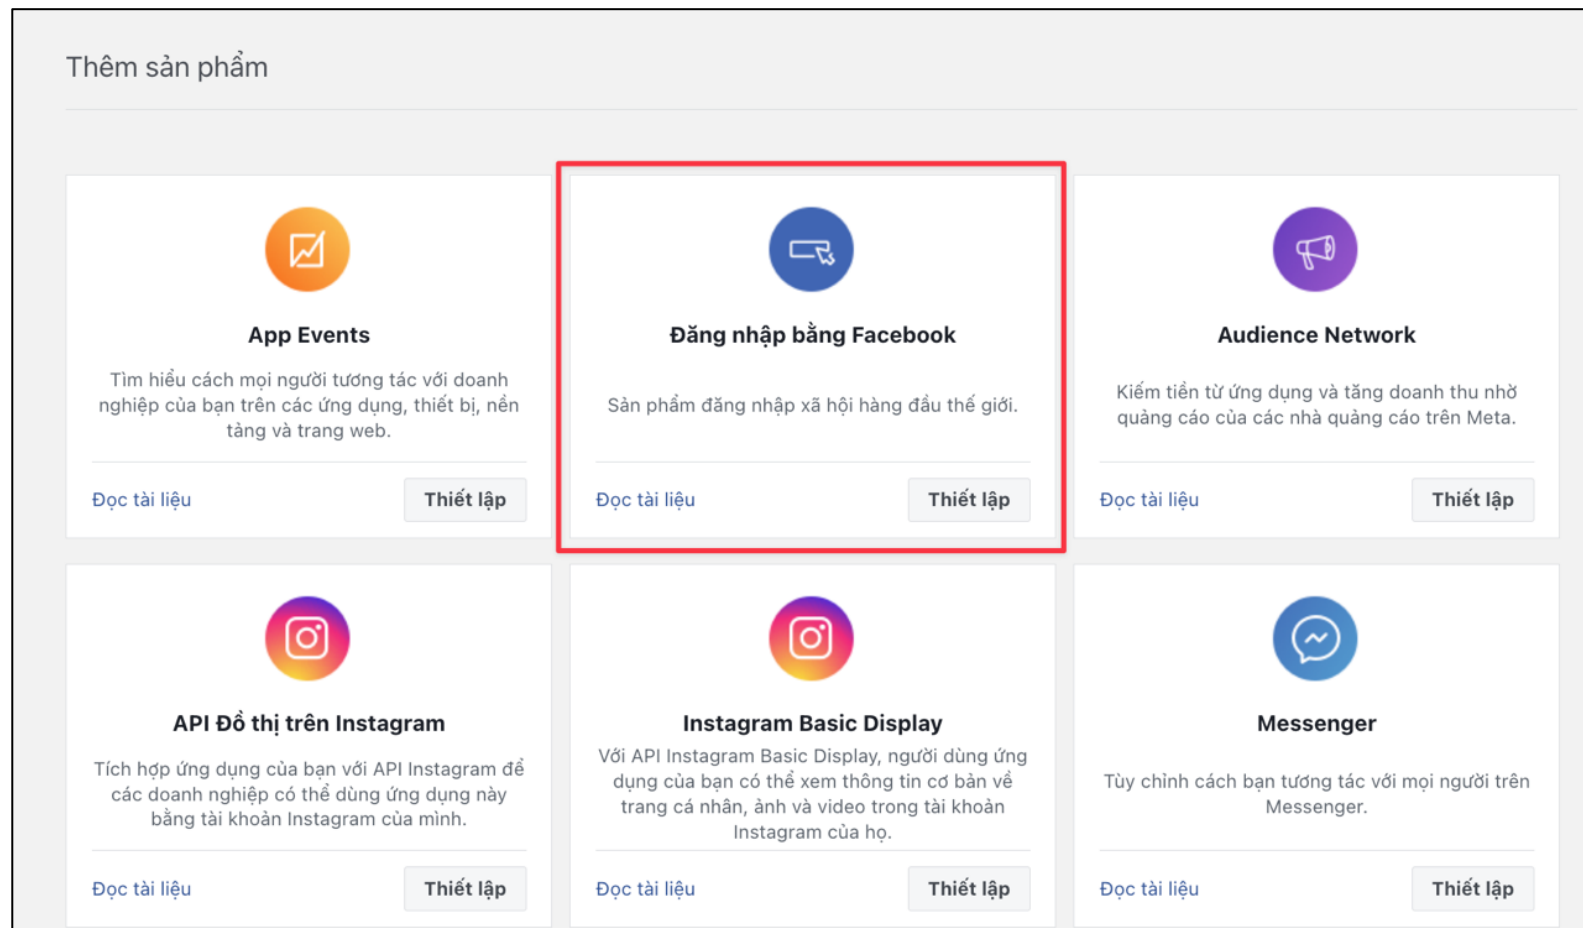 Thêm sản phẩm
App Events
Tìm hiểu cách mọi người tương tác với doanh
nghiệp của bạn trên các ứng dụng, thiết bị, nền
tảng và trang web.
Đọc tài liệu
Thiết lập
Đăng nhập bằng Facebook
Sản phẩm đăng nhập xã hội hàng đầu thế giới.
Đọc tài liệu
Thiết lập
Audience Network
Kiếm tiền từ ứng dụng và tăng doanh thu nhờ
quảng cáo của các nhà quảng cáo trên Meta.
Đọc tài liệu
Thiết lập
API Đồ thị trên Instagram
Tích hợp ứng dụng của bạn với API Instagram để
các doanh nghiệp có thể dùng ứng dụng này
bằng tài khoản Instagram của mình.
Đọc tài liệu
Thiết lập
Instagram Basic Display
Với API Instagram Basic Display, người dùng ứng
dụng của bạn có thể xem thông tin cơ bản về
trang cá nhân, ảnh và video trong tài khoản
Instagram của họ.
Đọc tài liệu
Thiết lập
Messenger
Tùy chỉnh cách bạn tương tác với mọi người trên
Messenger.
Đọc tài liệu
Thiết lập